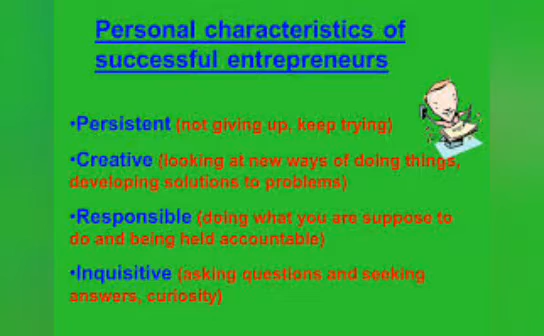 Personal characteristics of
successful entrepreneurs
•Persistent (not giving up, keep trying)
•Creative (looking at new ways of doing things,
developing solutions to problems)
•Responsible (doing what you are suppose to
do and being held accountable)
•Inquisitive (asking questions and seeking
answers, curiosity)